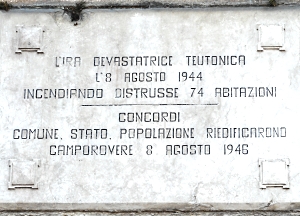 L'IRA DEVASTATRICE TEUTONICA
L'8 AGOSTO 1944
INCENDIANDO DISTRUSSE 74 ABITAZIONI
CONCORDI
COMUNE, STATO, POPOLAZIONE RIEDIFICARONO
CAMPOROVERE 8 AGOSTO 1946